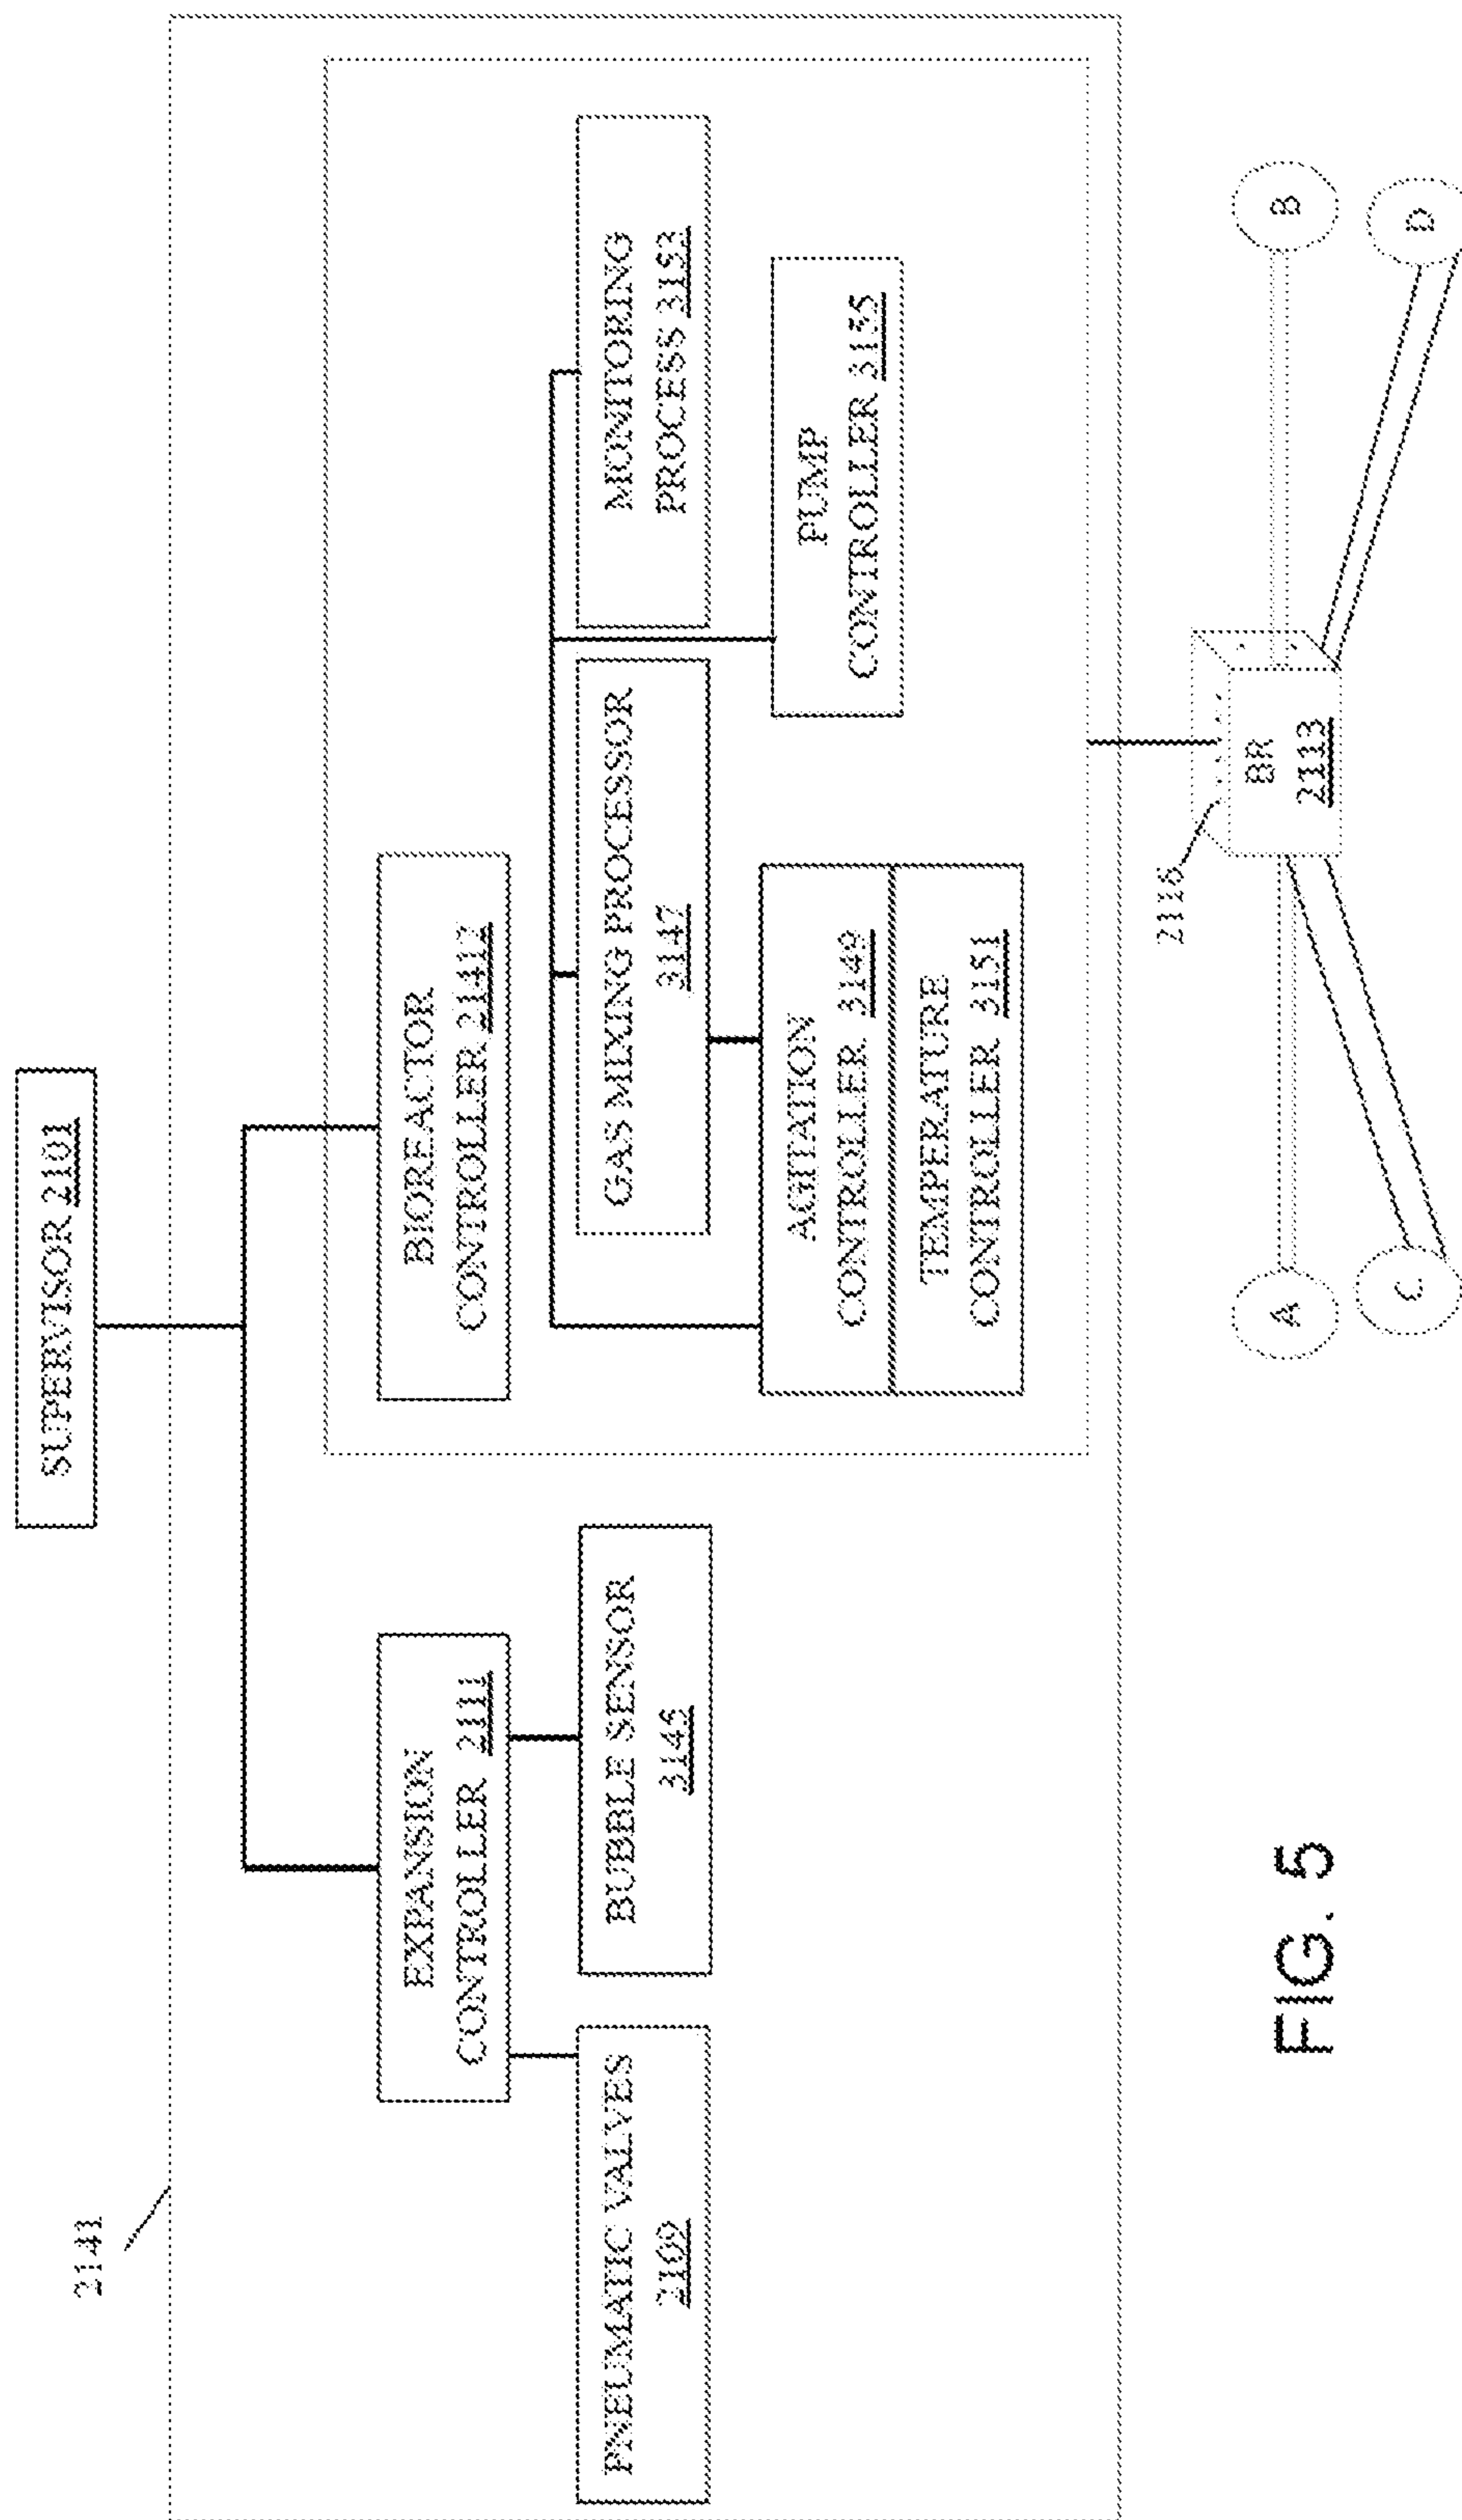 SUPERVISOR 2101
2141
EXPANSION
CONTROLLER 2111
BIOREACTOR
CONTROLLER 21412
PNEUMATIC VALVES
2109
BUBBLE SENSOR
3145
GAS MIXING PROCESSOR
3147
MONITORING
PROCESS 3153
AGITATION
CONTROLLER 3149
TEMPERATURE
CONTROLLER 3151
PUMP
CONTROLLER 3155
2116
BR
2113
A
B
C
D
FIG. 5